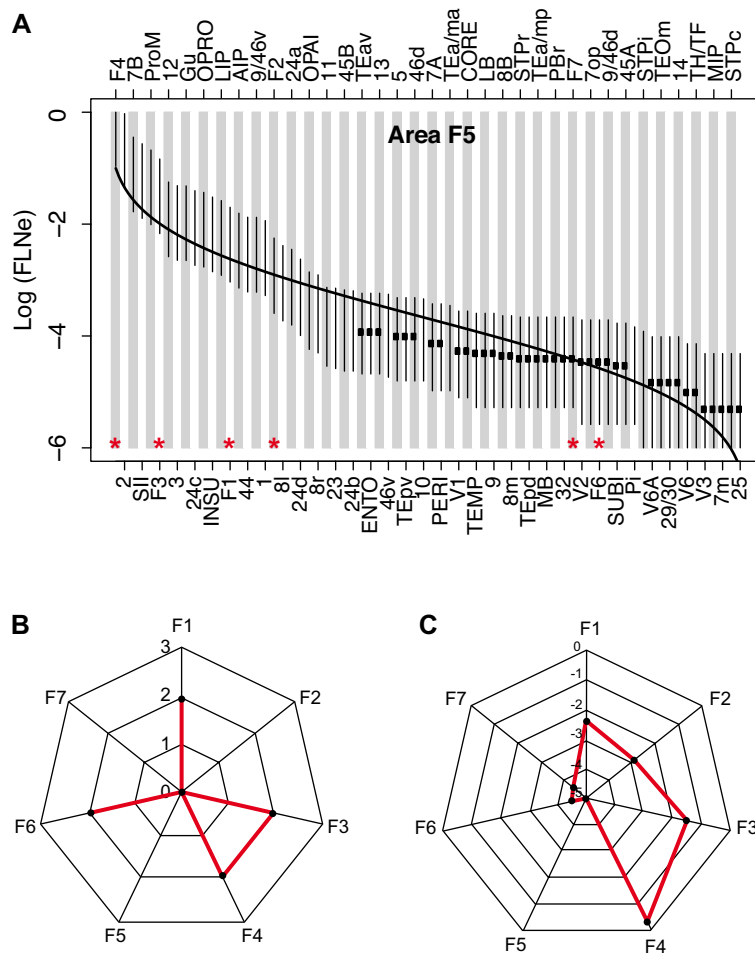 A
F4
7B
ProM
12
Gu
OPRO
LIP
AIP
9/46v
F2
24a
OPAI
11
45B
TEav
13
5
46d
7A
TEa/ma
CORE
LB
8B
STPr
TEa/mp
PBr
F7
7op
9/46d
45A
STPi
TEOm
14
TH/TF
MIP
STPc
Area F5
Log (FLNe)
0
−2
−4
−6
* * * * * *
2
SII
F3
3
24c
INSU
F1
44
1
8l
24d
8r
23
24b
ENTO
46v
TEpv
10
PERI
V1
TEMP
9
8m
TEpd
MB
32
V2
F6
SUBI
Pi
V6A
29/30
V6
V3
7m
25
B
F1
F2
F3
F4
F5
F6
F7
3
2
1
0
C
F1
F2
F3
F4
F5
F6
F7
0
-1
-2
-3
-4
-5